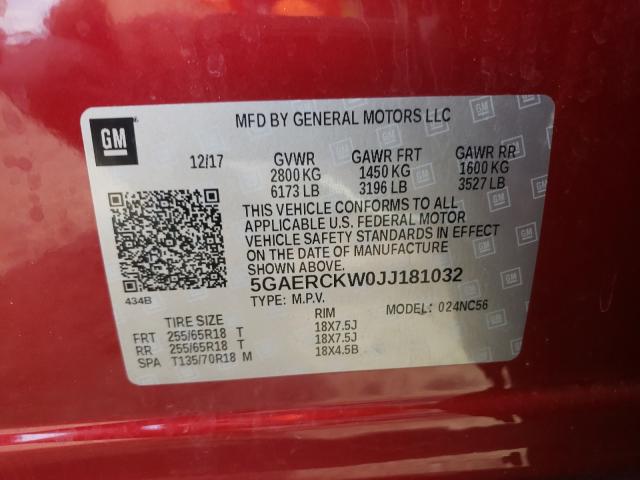 GM
MFD BY GENERAL MOTORS LLC
12/17 GVWR GAWR FRT GAWR RR
2800 KG 1450 KG 1600 KG
6173 LB 3196 LB 3527 LB
THIS VEHICLE CONFORMS TO ALL
APPLICABLE U.S. FEDERAL MOTOR
VEHICLE SAFETY STANDARDS IN EFFECT
ON THE DATE OF MANUFACTURE
SHOWN ABOVE.
434B
5GAERCKW0JJ181032
TYPE: M.P.V. MODEL: 024NC56
TIRE SIZE RIM
FRT 255/65R18 T 18X7.5J
RR 255/65R18 T 18X7.5J
SPA T135/70R18 M 18X4.5B